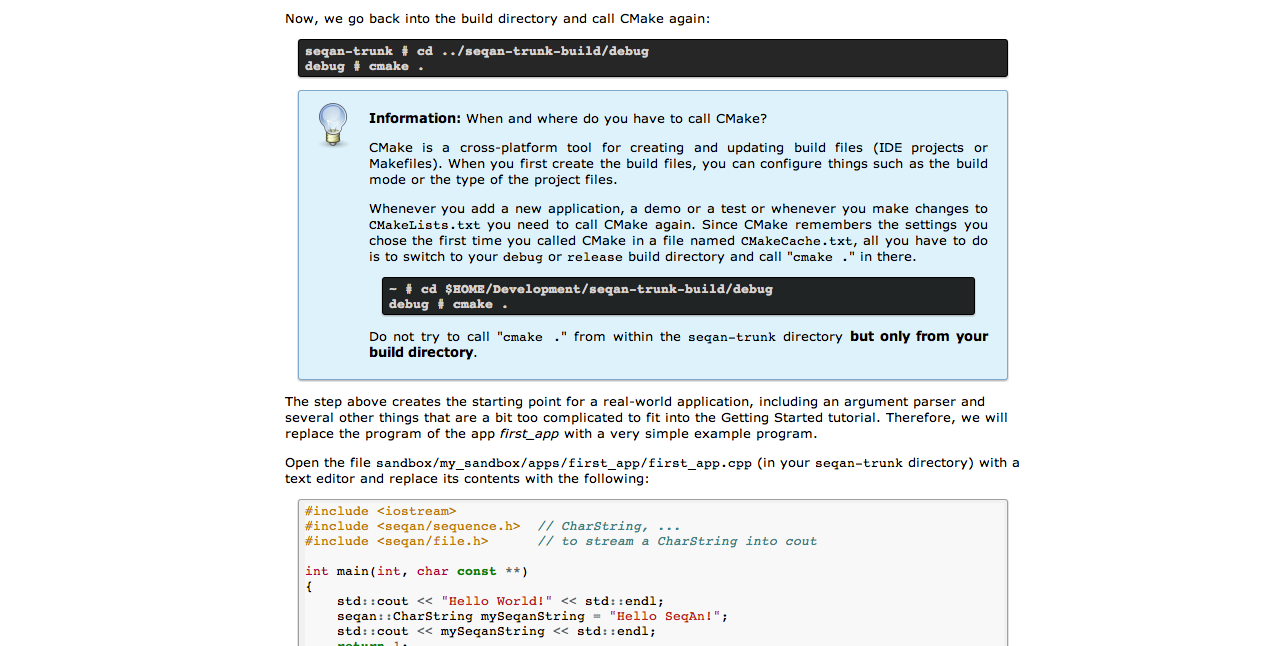 Now, we go back into the build directory and call CMake again:
seqan-trunk # cd ../seqan-trunk-build/debug
debug # cmake .
Information: When and where do you have to call CMake?
CMake is a cross-platform tool for creating and updating build files (IDE projects or
Makefiles). When you first create the build files, you can configure things such as the build
mode or the type of the project files.
Whenever you add a new application, a demo or a test or whenever you make changes to
CMakeLists.txt you need to call CMake again. Since CMake remembers the settings you
chose the first time you called CMake in a file named CMakeCache.txt, all you have to do
is to switch to your debug or release build directory and call "cmake ." in there.
~ # cd $HOME/Development/seqan-trunk-build/debug
debug # cmake .
Do not try to call "cmake ." from within the seqan-trunk directory but only from your
build directory.
The step above creates the starting point for a real-world application, including an argument parser and
several other things that are a bit too complicated to fit into the Getting Started tutorial. Therefore, we will
replace the program of the app first_app with a very simple example program.
Open the file sandbox/my_sandbox/apps/first_app/first_app.cpp (in your seqan-trunk directory) with a
text editor and replace its contents with the following:
#include <iostream>
#include <seqan/sequence.h>  // CharString, ...
#include <seqan/file.h>      // to stream a CharString into cout
int main(int, char const **)
{
    std::cout << "Hello World!" << std::endl;
    seqan::CharString mySeqanString = "Hello SeqAn!";
    std::cout << mySeqanString << std::endl;
    return 1;